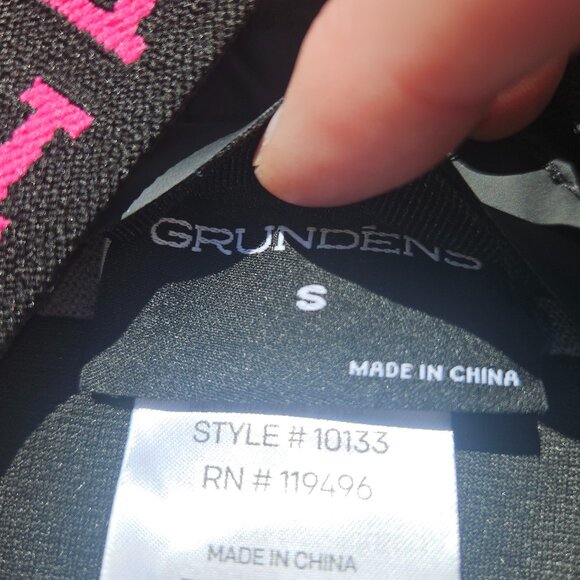 GRUNDÉNS
S
MADE IN CHINA
STYLE # 10133
RN # 119496
MADE IN CHINA